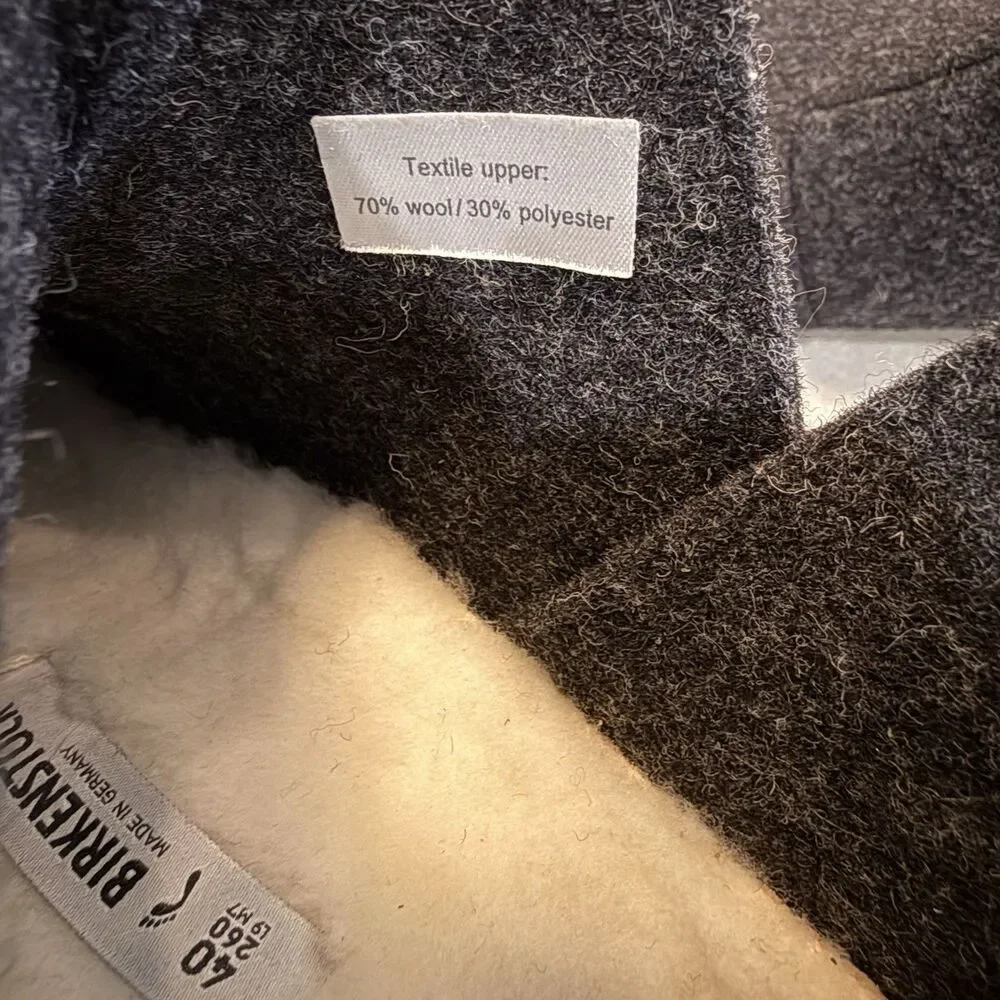 Textile upper:
70% wool/30% polyester
BIRKENSTOCK
MADE IN GERMANY
40
260
L9 M7